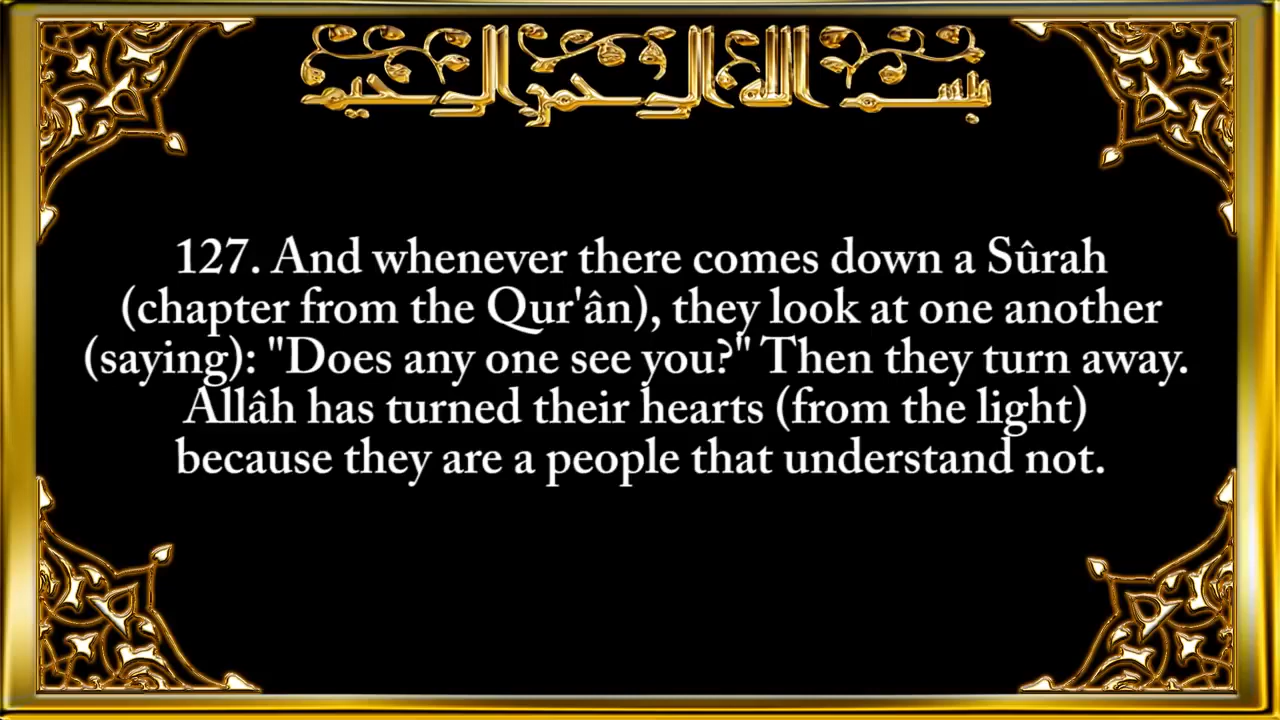 بسم الله الرحمن الرحيم
127. And whenever there comes down a Sûrah
(chapter from the Qur'ân), they look at one another
(saying): "Does any one see you?" Then they turn away.
Allâh has turned their hearts (from the light)
because they are a people that understand not.